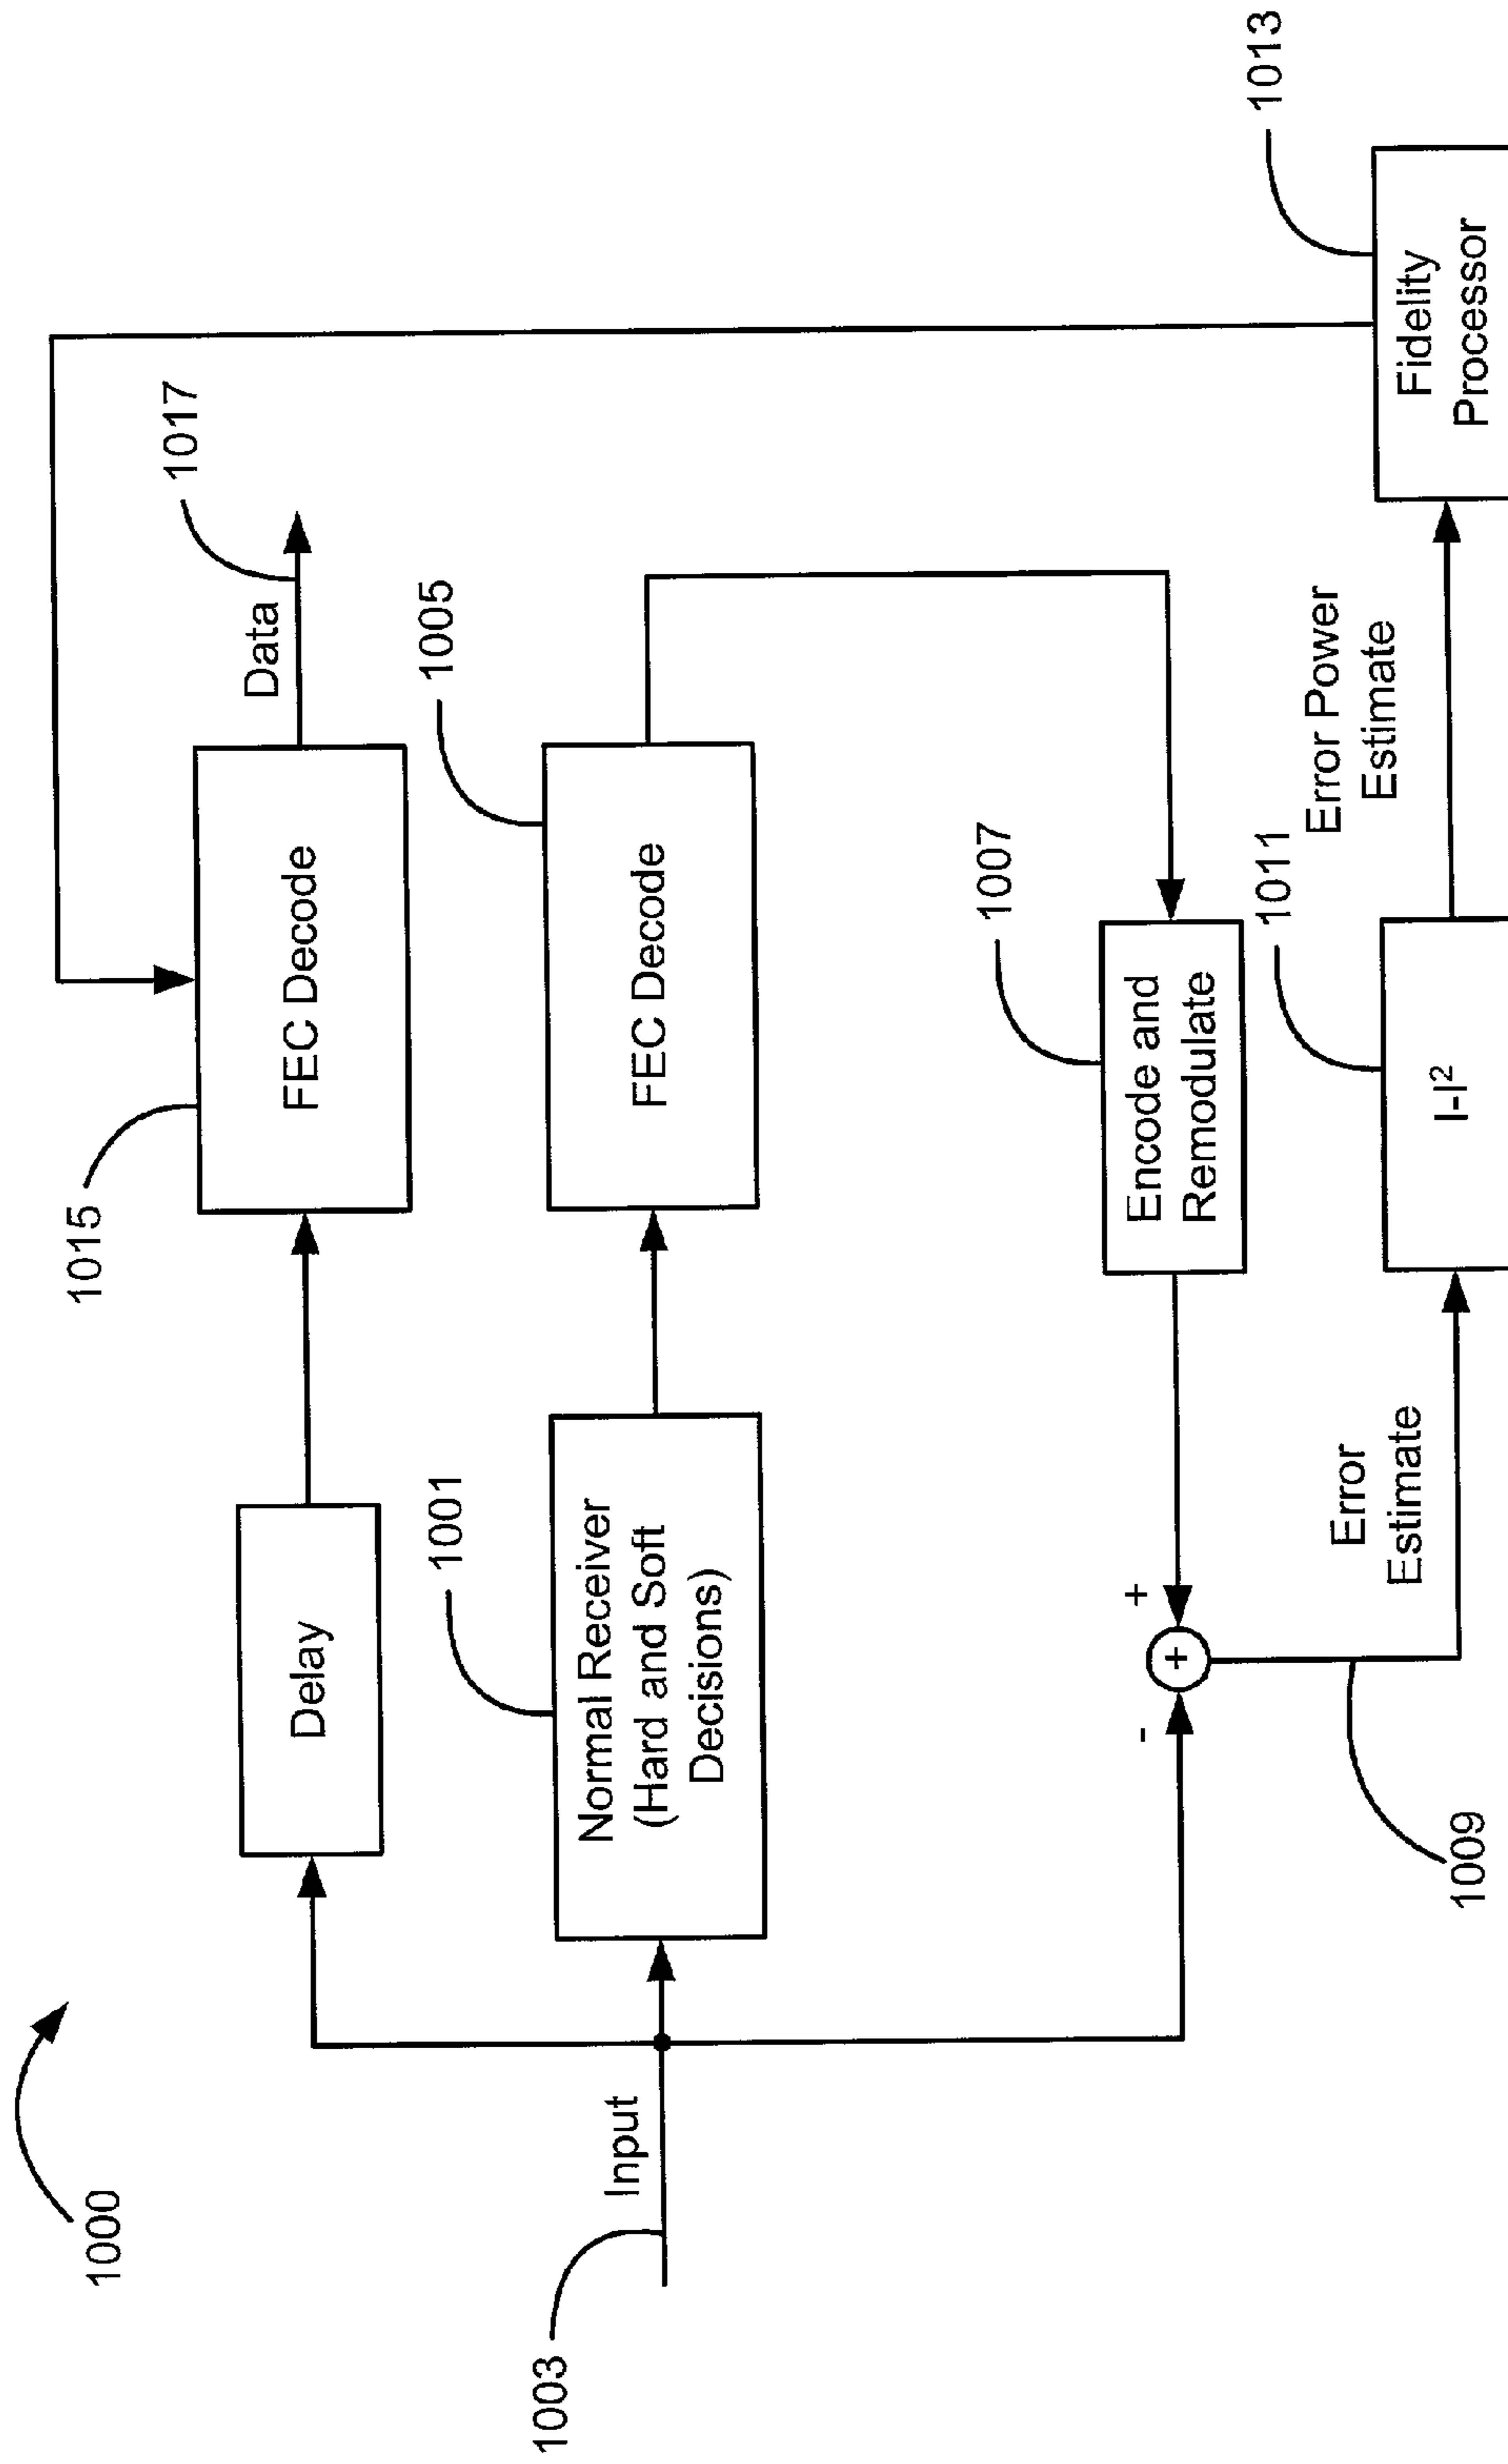 1000
1003
Input
Delay
1015
FEC Decode
Data
1017
1001
Normal Receiver
(Hard and Soft
Decisions)
FEC Decode
1005
1007
Encode and
Remodulate
-
+
+
1009
Error
Estimate
1011
I-I²
Error Power
Estimate
1013
Fidelity
Processor